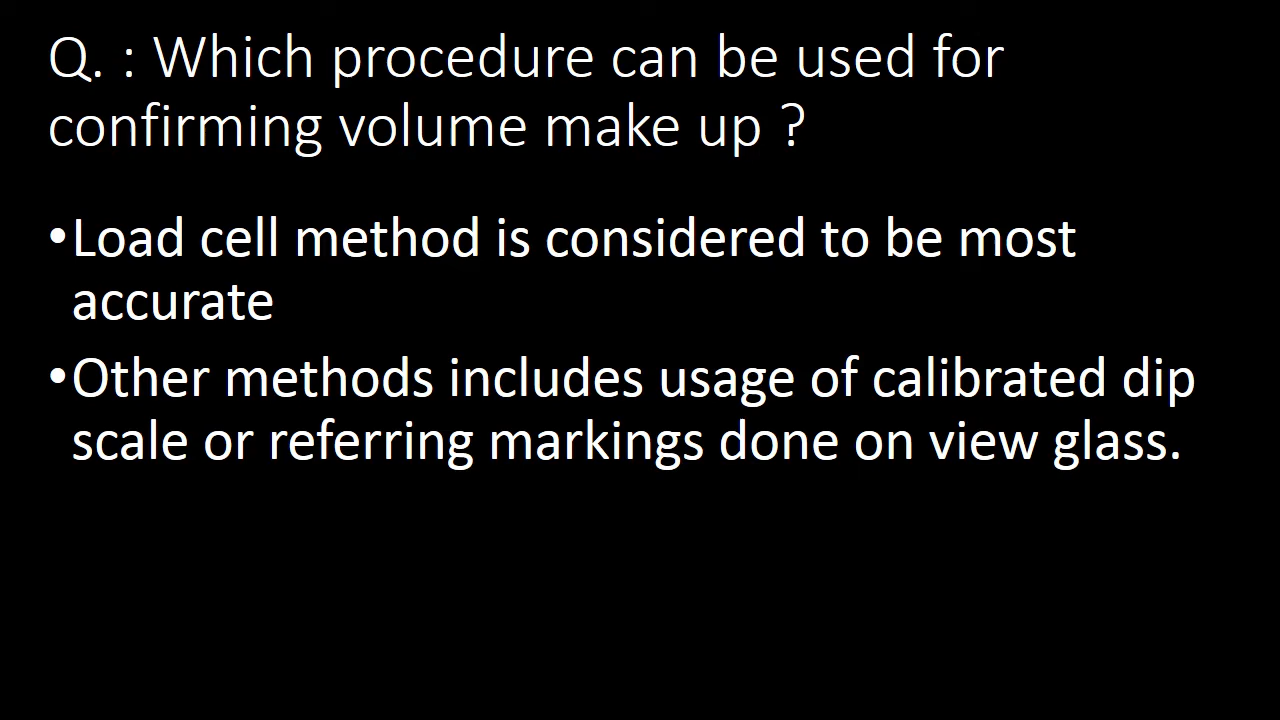 Q. : Which procedure can be used for
confirming volume make up ?
•Load cell method is considered to be most
accurate
•Other methods includes usage of calibrated dip
scale or referring markings done on view glass.